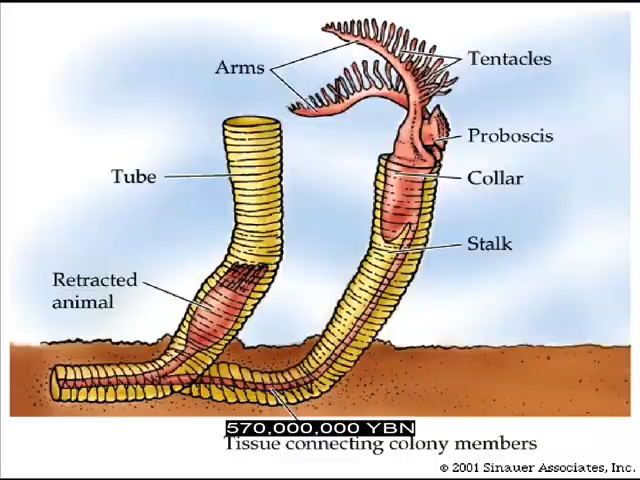 Arms
Tentacles
Proboscis
Tube
Collar
Stalk
Retracted
animal
570,000,000 YBN
Tissue connecting colony members
© 2001 Sinauer Associates, Inc.